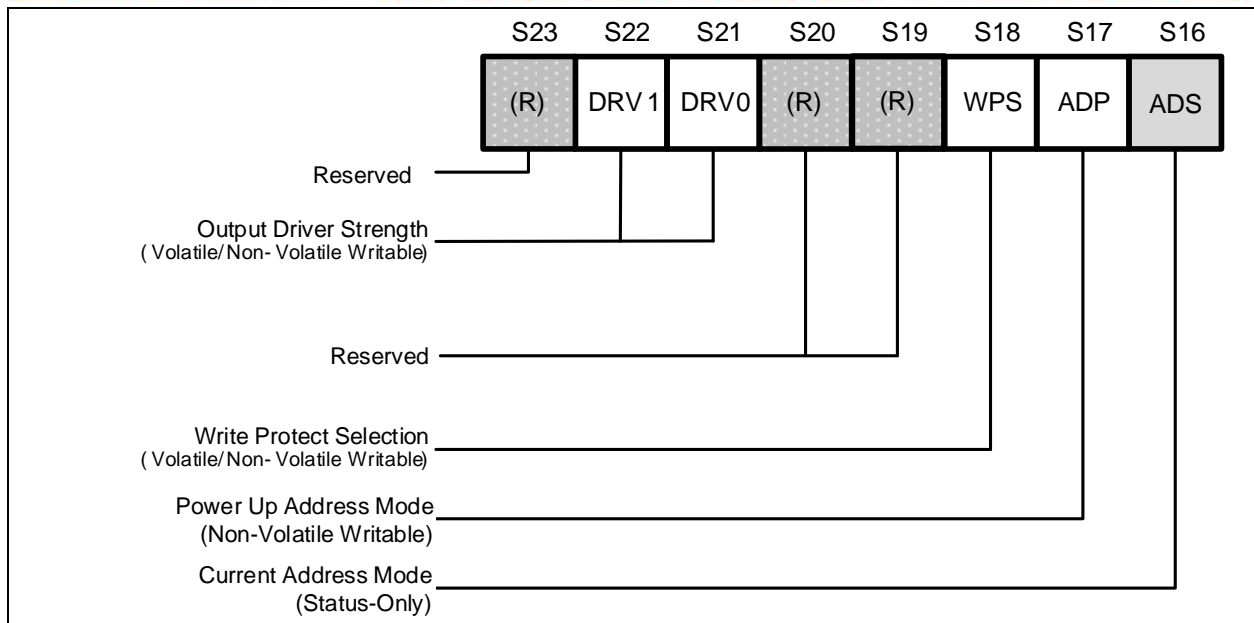 S23 S22 S21 S20 S19 S18 S17 S16
(R) DRV 1 DRV0 (R) (R) WPS ADP ADS
Reserved
Output Driver Strength
( Volatile/ Non- Volatile Writable)
Reserved
Write Protect Selection
( Volatile/ Non- Volatile Writable)
Power Up Address Mode
(Non-Volatile Writable)
Current Address Mode
(Status-Only)